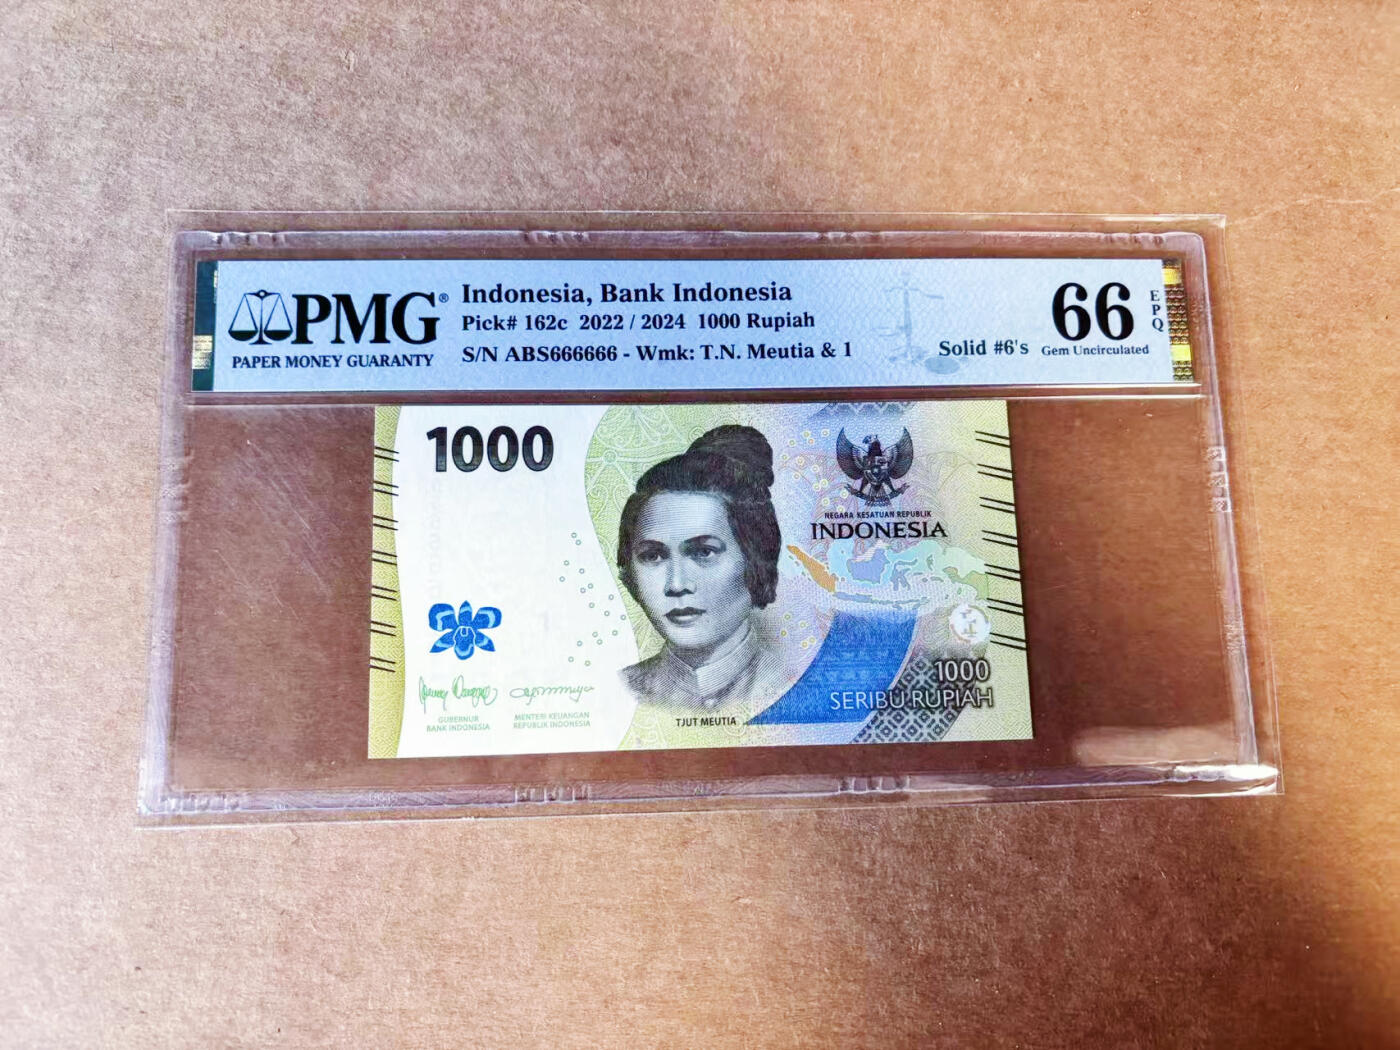 PMG®
PAPER MONEY GUARANTY
Indonesia, Bank Indonesia
Pick# 162c 2022 / 2024 1000 Rupiah
S/N ABS666666 - Wmk: T.N. Meutia & 1
Solid #6's
66
EPQ
Gem Uncirculated
1000
NEGARA KESATUAN REPUBLIK
INDONESIA
GUBERNUR
BANK INDONESIA
MENTERI KEUANGAN
REPUBLIK INDONESIA
TJUT MEUTIA
1000
SERIBU RUPIAH